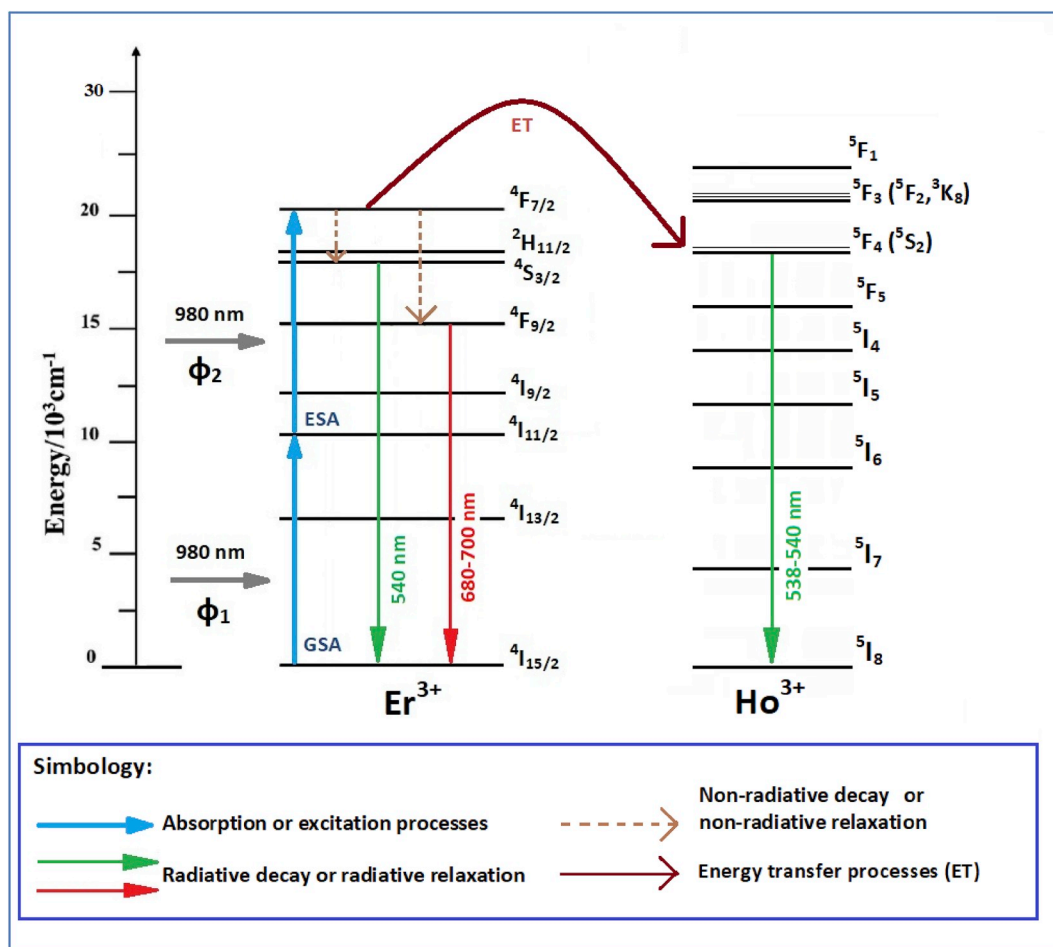 ET
30
20
15
10
5
0
Energy/10³cm⁻¹
980 nm
ϕ₂
980 nm
ϕ₁
ESA
GSA
⁴F₇/₂
²H₁₁/₂
⁴S₃/₂
⁴F₉/₂
⁴I₉/₂
⁴I₁₁/₂
⁴I₁₃/₂
⁴I₁₅/₂
540 nm
680-700 nm
Er³⁺
⁵F₁
⁵F₃ (⁵F₂,³K₈)
⁵F₄ (⁵S₂)
⁵F₅
⁵I₄
⁵I₅
⁵I₆
⁵I₇
⁵I₈
538-540 nm
Ho³⁺
Simbology:
Absorption or excitation processes
Radiative decay or radiative relaxation
Non-radiative decay or
non-radiative relaxation
Energy transfer processes (ET)